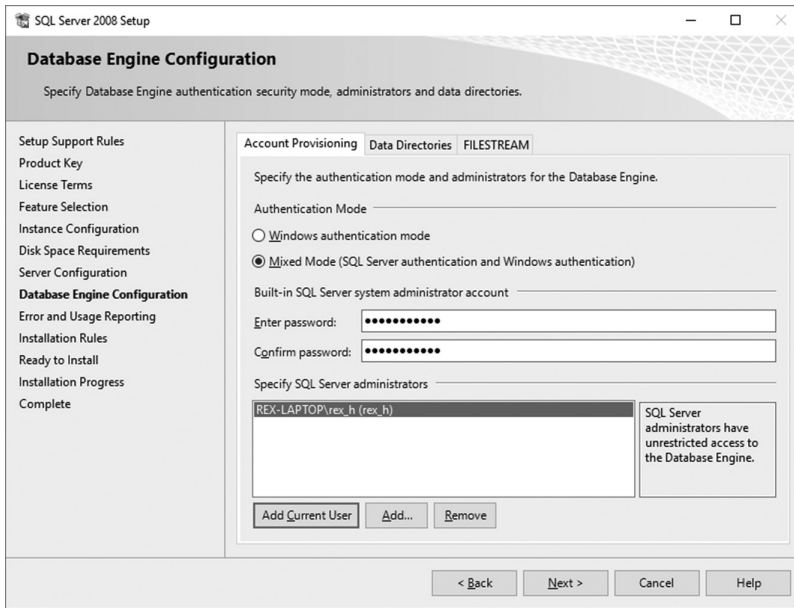 SQL Server 2008 Setup
Database Engine Configuration
Specify Database Engine authentication security mode, administrators and data directories.
Setup Support Rules
Product Key
License Terms
Feature Selection
Instance Configuration
Disk Space Requirements
Server Configuration
Database Engine Configuration
Error and Usage Reporting
Installation Rules
Ready to Install
Installation Progress
Complete
Account Provisioning Data Directories FILESTREAM
Specify the authentication mode and administrators for the Database Engine.
Authentication Mode
Windows authentication mode
Mixed Mode (SQL Server authentication and Windows authentication)
Built-in SQL Server system administrator account
Enter password: ●●●●●●●●●●●
Confirm password: ●●●●●●●●●●●
Specify SQL Server administrators
REX-LAPTOP\rex_h (rex_h)
SQL Server
administrators have
unrestricted access to
the Database Engine.
Add Current User Add... Remove
< Back Next > Cancel Help